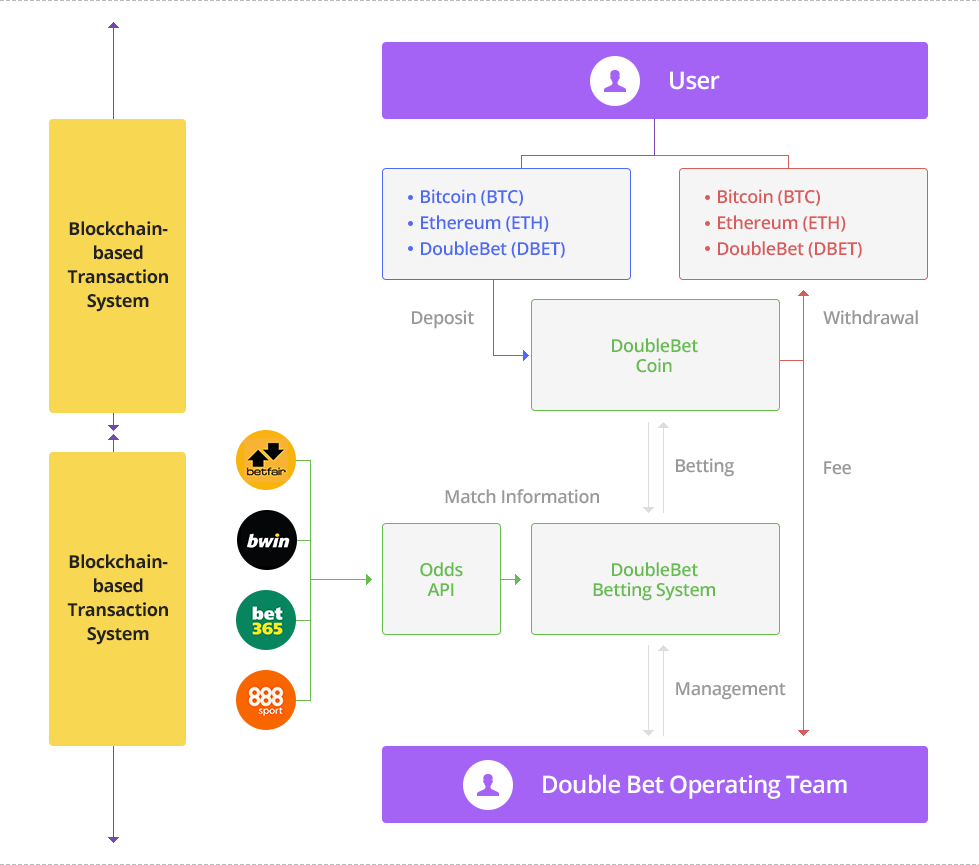 User
Blockchain-
based
Transaction
System
• Bitcoin (BTC)
• Ethereum (ETH)
• DoubleBet (DBET)
• Bitcoin (BTC)
• Ethereum (ETH)
• DoubleBet (DBET)
Deposit
Withdrawal
DoubleBet
Coin
Betting
Fee
Match Information
betfair
bwin
bet
365
888
sport
Blockchain-
based
Transaction
System
Odds
API
DoubleBet
Betting System
Management
Double Bet Operating Team